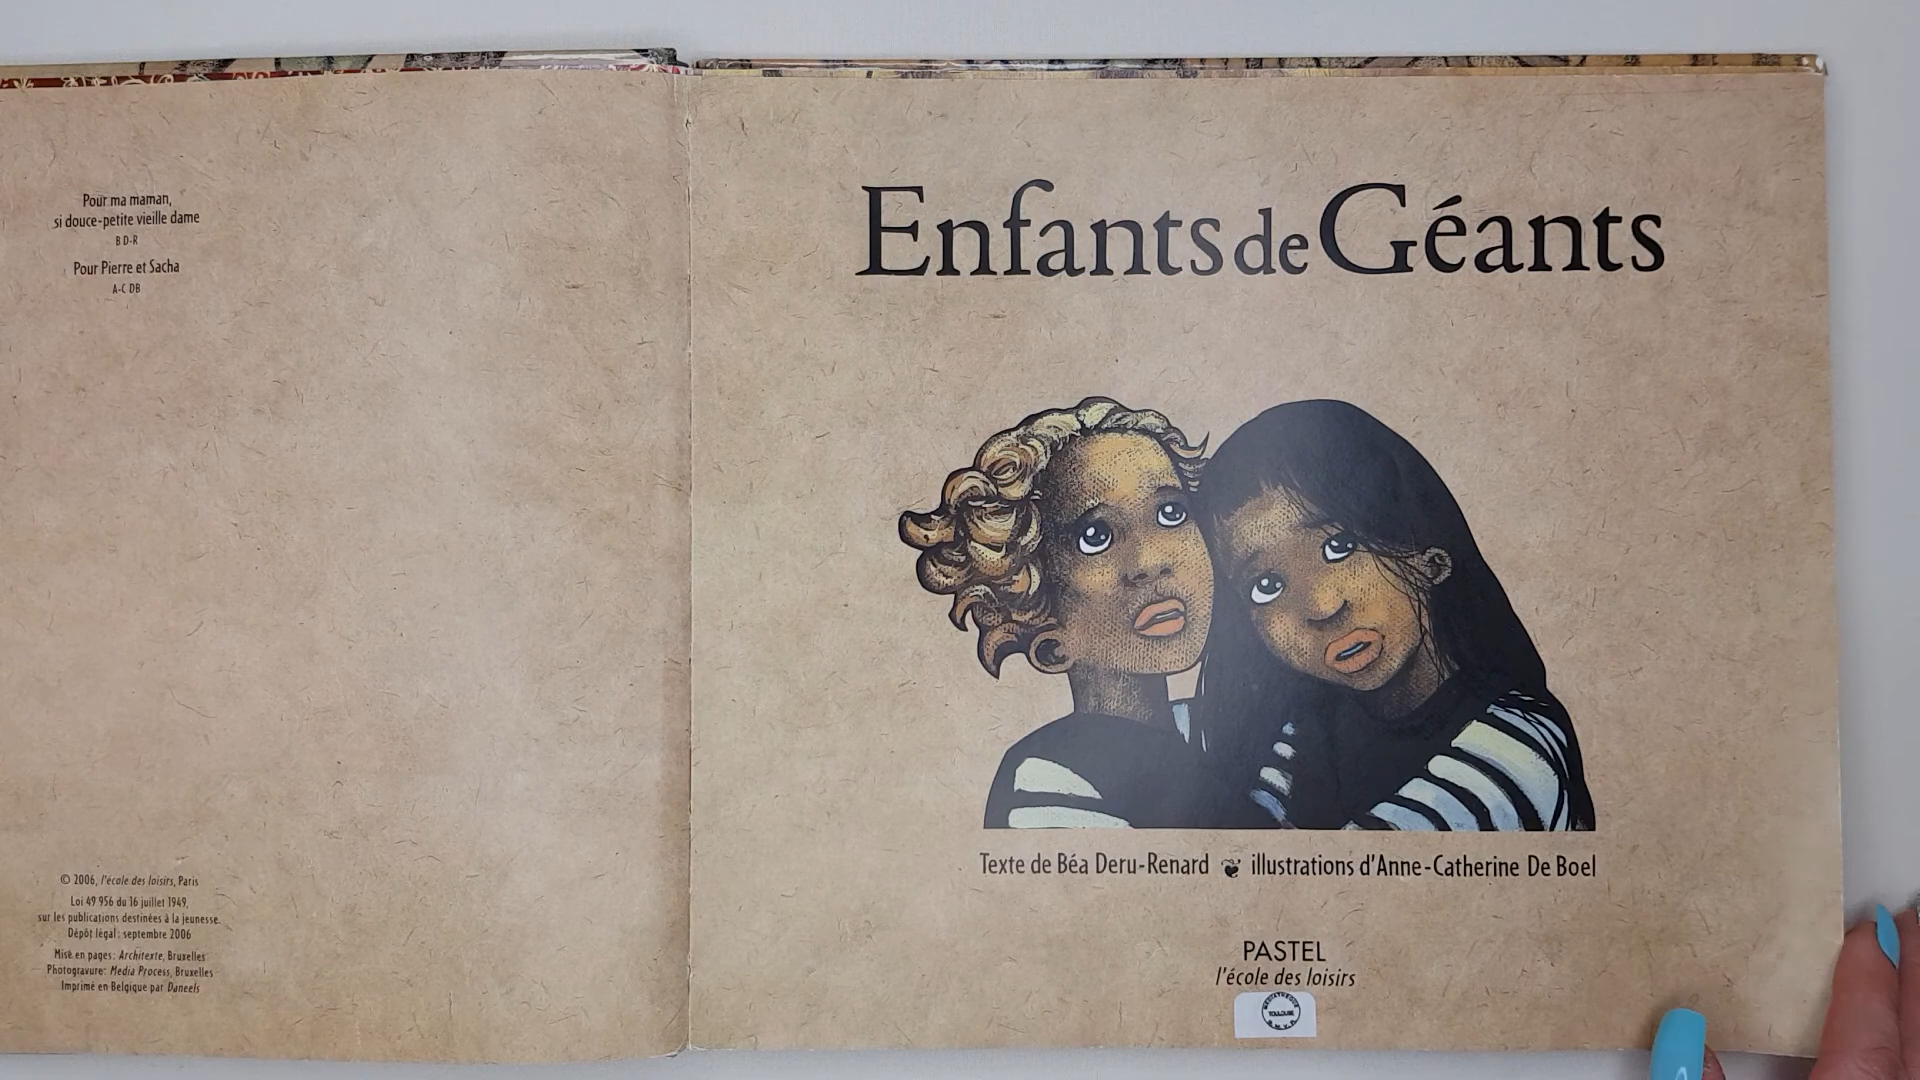 Pour ma maman,
si douce-petite vieille dame
B D-R
Pour Pierre et Sacha
A-C DB
© 2006, l'école des loisirs, Paris
Loi 49 956 du 16 juillet 1949,
sur les publications destinées à la jeunesse.
Dépôt légal : septembre 2006
Mise en pages : Architexte, Bruxelles
Photogravure: Media Process, Bruxelles
Imprimé en Belgique par Daneels
Enfants de Géants
Texte de Béa Deru-Renard illustrations d'Anne-Catherine De Boel
PASTEL
l'école des loisirs
MEDIATHEQUE
TOULOUSE